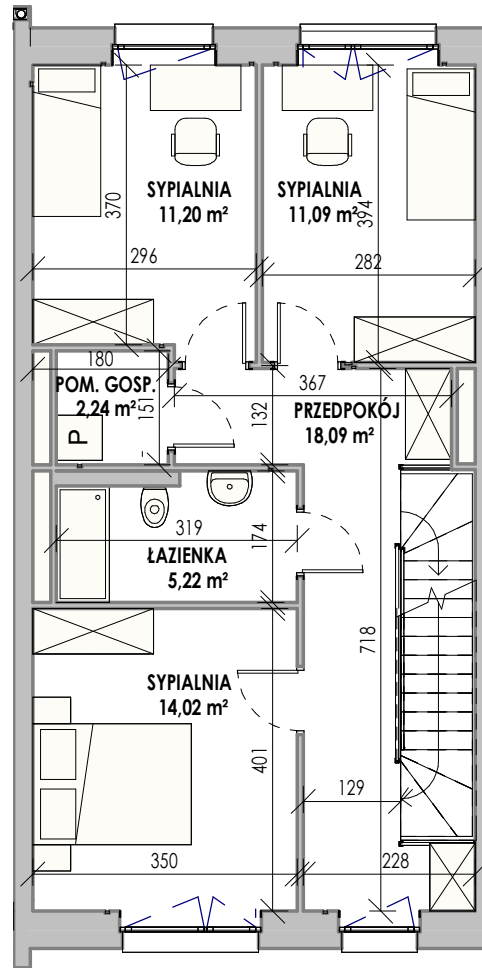 SYPIALNIA
11,20 m²
SYPIALNIA
11,09 m²
370
394
296
282
180
POM. GOSP.
2,24 m²
151
P
367
132
PRZEDPOKÓJ
18,09 m²
319
174
ŁAZIENKA
5,22 m²
718
SYPIALNIA
14,02 m²
401
129
350
228